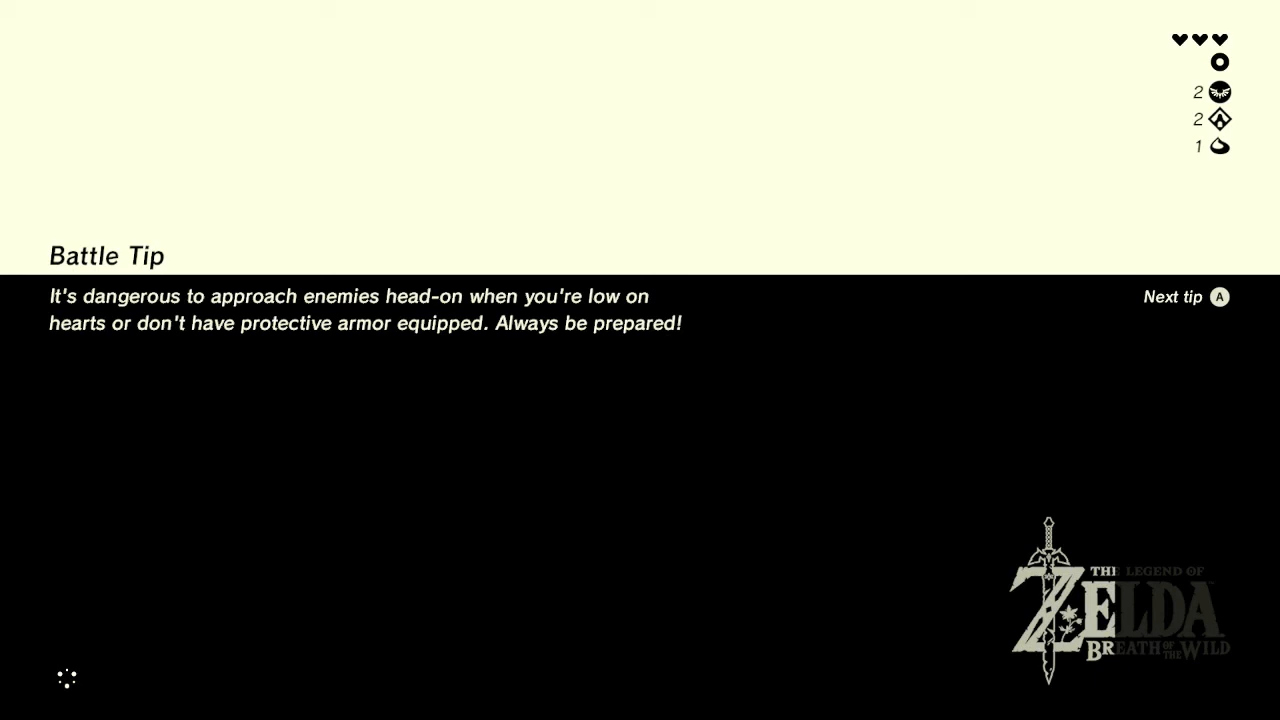 2
2
1
Battle Tip
It's dangerous to approach enemies head-on when you're low on
hearts or don't have protective armor equipped. Always be prepared!
Next tip A
THE LEGEND OF
ZELDA
BREATH OF THE WILD